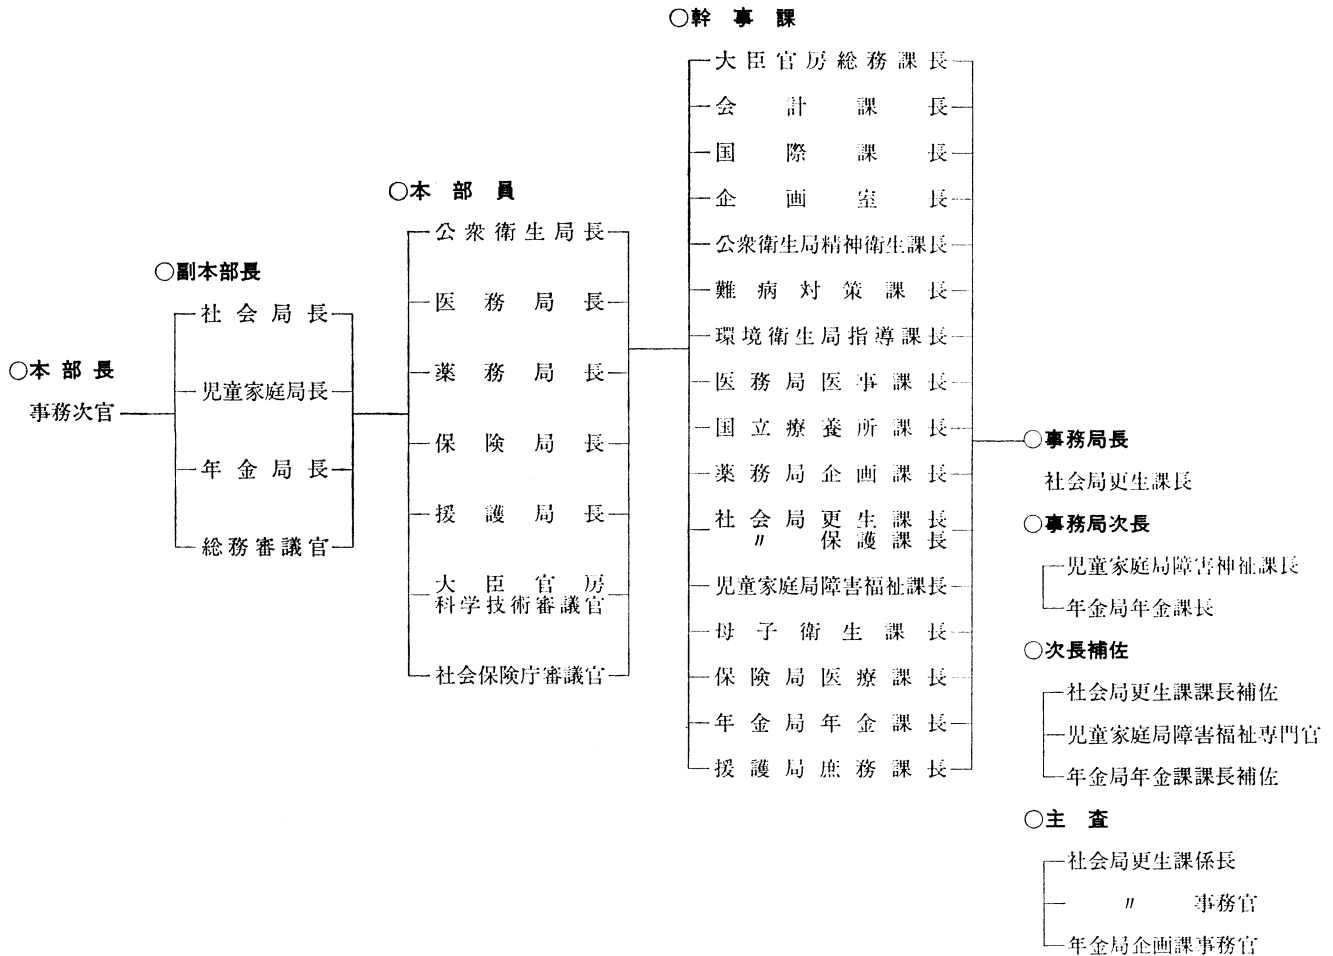 ○本部長
事務次官
○副本部長
社会局長
児童家庭局長
年金局長
総務審議官
○本部員
公衆衛生局長
医務局長
薬務局長
保険局長
援護局長
大臣官房
科学技術審議官
社会保険庁審議官
○幹事課
大臣官房総務課長
会計課長
国際課長
企画室長
公衆衛生局精神衛生課長
難病対策課長
環境衛生局指導課長
医務局医事課長
国立療養所課長
薬務局企画課長
社会局更生課長
〃保護課長
児童家庭局障害福祉課長
母子衛生課長
保険局医療課長
年金局年金課長
援護局庶務課長
○事務局長
社会局更生課長
○事務局次長
児童家庭局障害神祉課長
年金局年金課長
○次長補佐
社会局更生課課長補佐
児童家庭局障害福祉専門官
年金局年金課課長補佐
○主査
社会局更生課係長
〃事務官
年金局企画課事務官